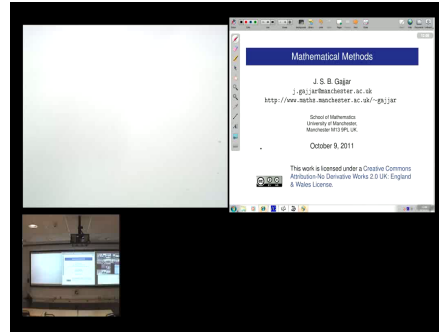 Mathematical Methods
J. S. B. Gajjar
j.gajjar@manchester.ac.uk
http://www.maths.manchester.ac.uk/~gajjar
School of Mathematics
University of Manchester,
Manchester M13 9PL UK.
October 9, 2011
This work is licensed under a Creative Commons
Attribution-No Derivative Works 2.0 UK: England
& Wales License.